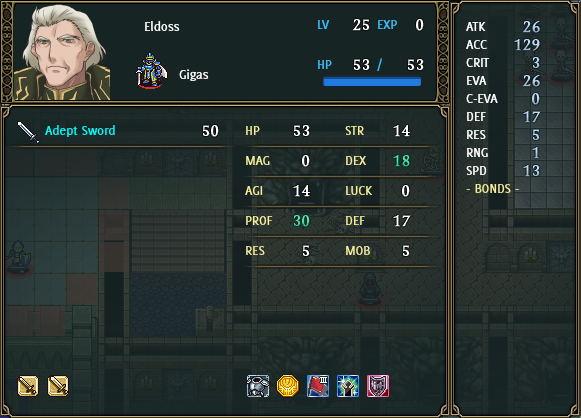 Eldoss
LV 25 EXP 0
Gigas
HP 53 / 53
Adept Sword 50
HP 53 STR 14
MAG 0 DEX 18
AGI 14 LUCK 0
PROF 30 DEF 17
RES 5 MOB 5
ATK 26
ACC 129
CRIT 3
EVA 26
C-EVA 0
DEF 17
RES 5
RNG 1
SPD 13
- BONDS -